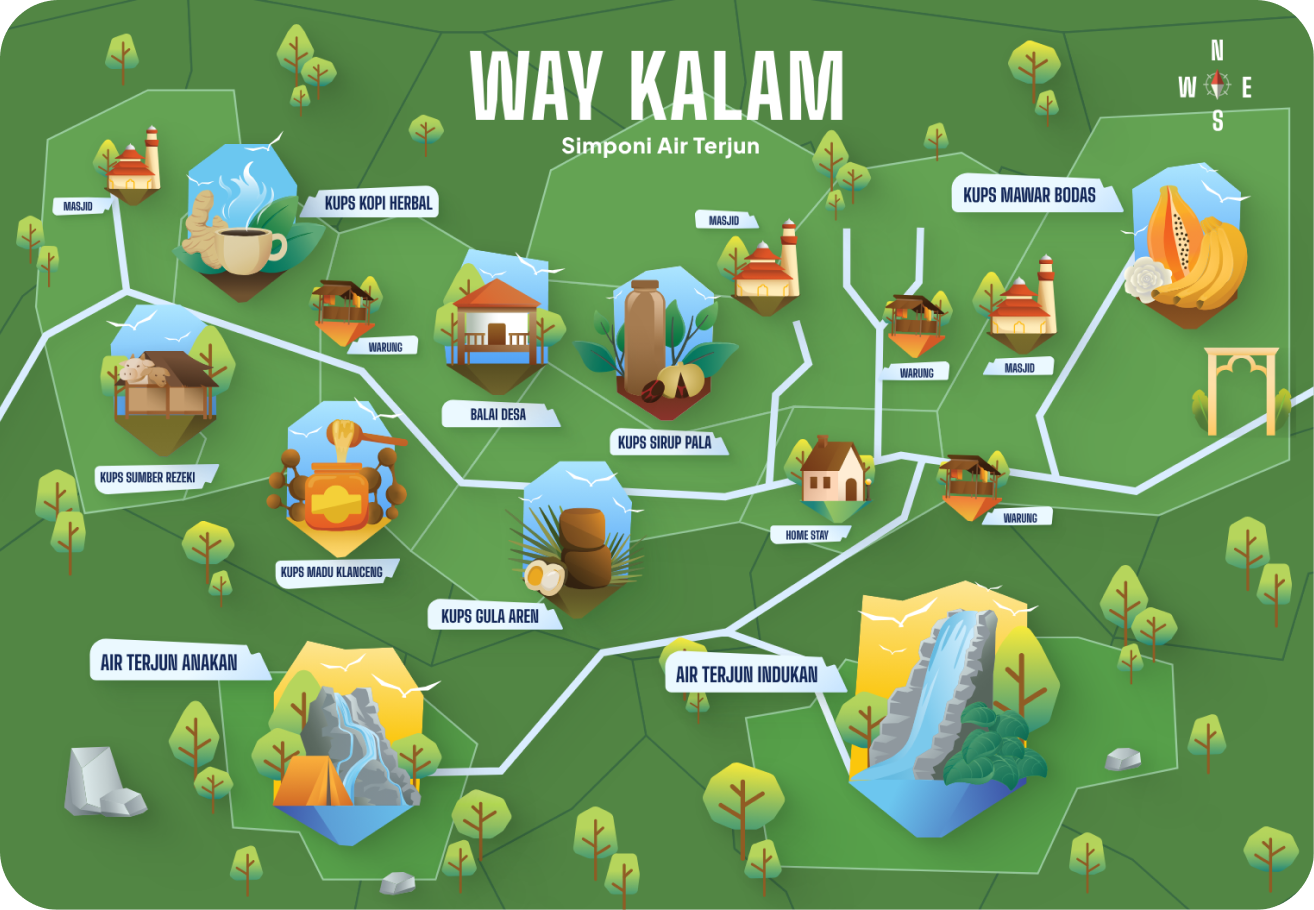 WAY KALAM
Simponi Air Terjun
N
W E
S
MASJID
KUPS KOPI HERBAL
KUPS MAWAR BODAS
MASJID
WARUNG
BALAI DESA
KUPS SIRUP PALA
WARUNG
MASJID
KUPS SUMBER REZEKI
KUPS MADU KLANCENG
HOME STAY
WARUNG
KUPS GULA AREN
AIR TERJUN ANAKAN
AIR TERJUN INDUKAN